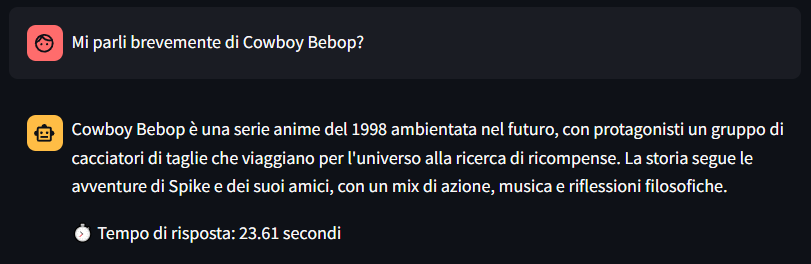 Mi parli brevemente di Cowboy Bebop?
Cowboy Bebop è una serie anime del 1998 ambientata nel futuro, con protagonisti un gruppo di
cacciatori di taglie che viaggiano per l'universo alla ricerca di ricompense. La storia segue le
avventure di Spike e dei suoi amici, con un mix di azione, musica e riflessioni filosofiche.
⏱ Tempo di risposta: 23.61 secondi